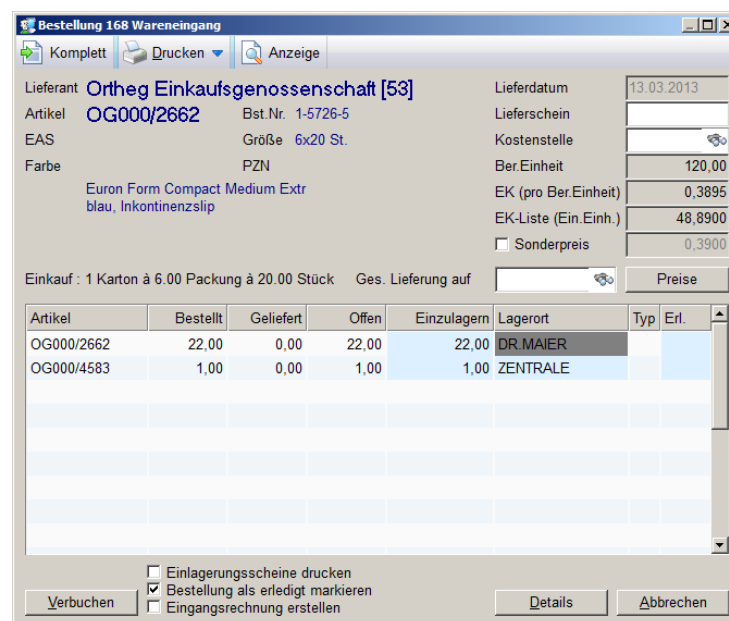 Bestellung 168 Wareneingang
Komplett Drucken Anzeige
Lieferant Ortheg Einkaufsgenossenschaft [53] Lieferdatum 13.03.2013
Artikel OG000/2662 Bst.Nr. 1-5726-5 Lieferschein
EAS Größe 6x20 St. Kostenstelle
Farbe PZN Ber.Einheit 120,00
Euron Form Compact Medium Extr EK (pro Ber.Einheit) 0,3895
blau, Inkontinenzslip
EK-Liste (Ein.Einh.) 48,8900
Sonderpreis 0,3900
Einkauf : 1 Karton à 6.00 Packung à 20.00 Stück Ges. Lieferung auf Preise
Artikel Bestellt Geliefert Offen Einzulagern Lagerort Typ Erl.
OG000/2662 22,00 0,00 22,00 22,00 DR.MAIER
OG000/4583 1,00 0,00 1,00 1,00 ZENTRALE
Einlagerungsscheine drucken
Bestellung als erledigt markieren
Verbuchen Eingangsrechnung erstellen Details Abbrechen